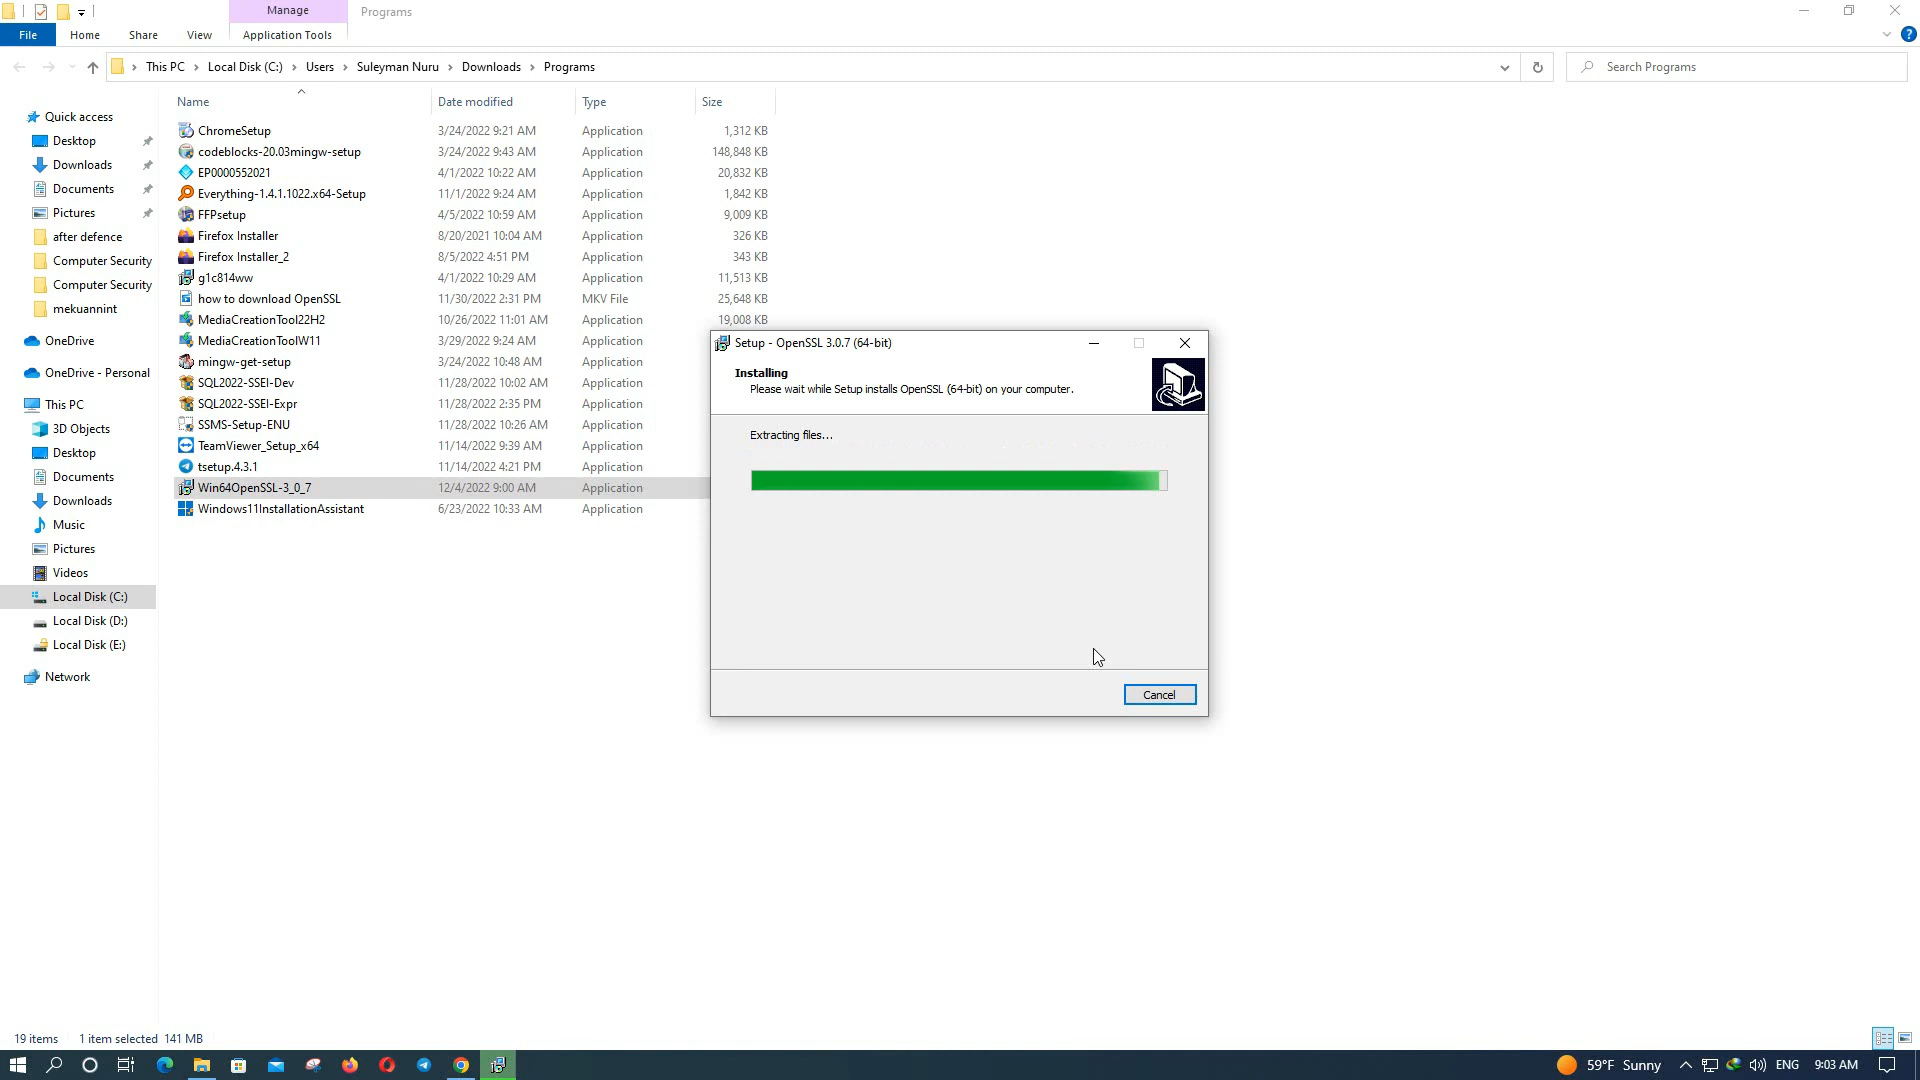 Manage
Programs
File
Home
Share
View
Application Tools
This PC
Local Disk (C:)
Users
Suleyman Nuru
Downloads
Programs
Search Programs
Name
Date modified
Type
Size
Quick access
Desktop
Downloads
Documents
Pictures
after defence
Computer Security
Computer Security
mekuannint
OneDrive
OneDrive - Personal
This PC
3D Objects
Desktop
Documents
Downloads
Music
Pictures
Videos
Local Disk (C:)
Local Disk (D:)
Local Disk (E:)
Network
ChromeSetup 3/24/2022 9:21 AM Application 1,312 KB
codeblocks-20.03mingw-setup 3/24/2022 9:43 AM Application 148,848 KB
EP0000552021 4/1/2022 10:22 AM Application 20,832 KB
Everything-1.4.1.1022.x64-Setup 11/1/2022 9:24 AM Application 1,842 KB
FFPsetup 4/5/2022 10:59 AM Application 9,009 KB
Firefox Installer 8/20/2021 10:04 AM Application 326 KB
Firefox Installer_2 8/5/2022 4:51 PM Application 343 KB
g1c814ww 4/1/2022 10:29 AM Application 11,513 KB
how to download OpenSSL 11/30/2022 2:31 PM MKV File 25,648 KB
MediaCreationTool22H2 10/26/2022 11:01 AM Application 19,008 KB
MediaCreationToolW11 3/29/2022 9:24 AM Application
mingw-get-setup 3/24/2022 10:48 AM Application
SQL2022-SSEI-Dev 11/28/2022 10:02 AM Application
SQL2022-SSEI-Expr 11/28/2022 2:35 PM Application
SSMS-Setup-ENU 11/28/2022 10:26 AM Application
TeamViewer_Setup_x64 11/14/2022 9:39 AM Application
tsetup.4.3.1 11/14/2022 4:21 PM Application
Win64OpenSSL-3_0_7 12/4/2022 9:00 AM Application
Windows11InstallationAssistant 6/23/2022 10:33 AM Application
Setup - OpenSSL 3.0.7 (64-bit)
Installing
Please wait while Setup installs OpenSSL (64-bit) on your computer.
Extracting files...
Cancel
19 items
1 item selected 141 MB
59°F Sunny
ENG
9:03 AM